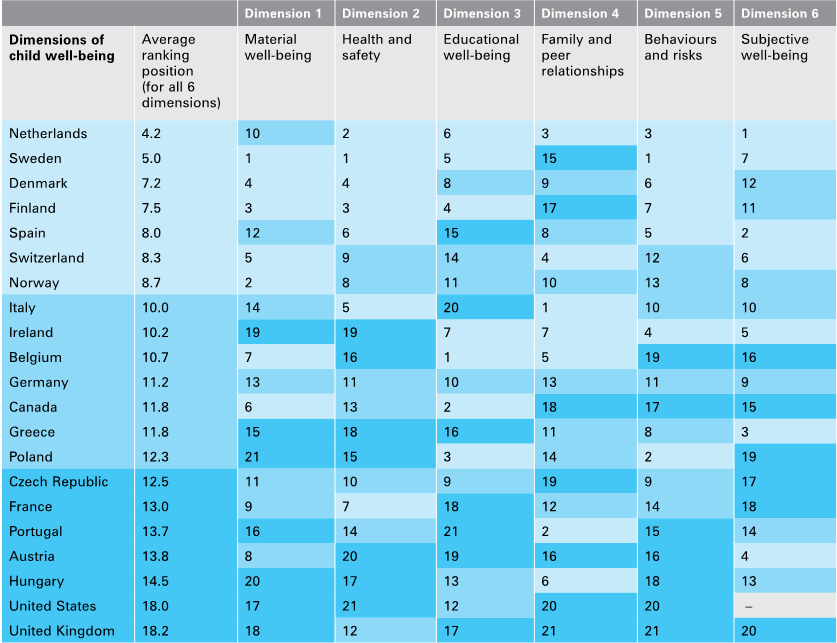 Dimension 1 Dimension 2 Dimension 3 Dimension 4 Dimension 5 Dimension 6
Dimensions of Average Material Health and Educational Family and Behaviours Subjective
child well-being ranking well-being safety well-being peer and risks well-being
position relationships
(for all 6
dimensions)
Netherlands 4.2 10 2 6 3 3 1
Sweden 5.0 1 1 5 15 1 7
Denmark 7.2 4 4 8 9 6 12
Finland 7.5 3 3 4 17 7 11
Spain 8.0 12 6 15 8 5 2
Switzerland 8.3 5 9 14 4 12 6
Norway 8.7 2 8 11 10 13 8
Italy 10.0 14 5 20 1 10 10
Ireland 10.2 19 19 7 7 4 5
Belgium 10.7 7 16 1 5 19 16
Germany 11.2 13 11 10 13 11 9
Canada 11.8 6 13 2 18 17 15
Greece 11.8 15 18 16 11 8 3
Poland 12.3 21 15 3 14 2 19
Czech Republic 12.5 11 10 9 19 9 17
France 13.0 9 7 18 12 14 18
Portugal 13.7 16 14 21 2 15 14
Austria 13.8 8 20 19 16 16 4
Hungary 14.5 20 17 13 6 18 13
United States 18.0 17 21 12 20 20 –
United Kingdom 18.2 18 12 17 21 21 20